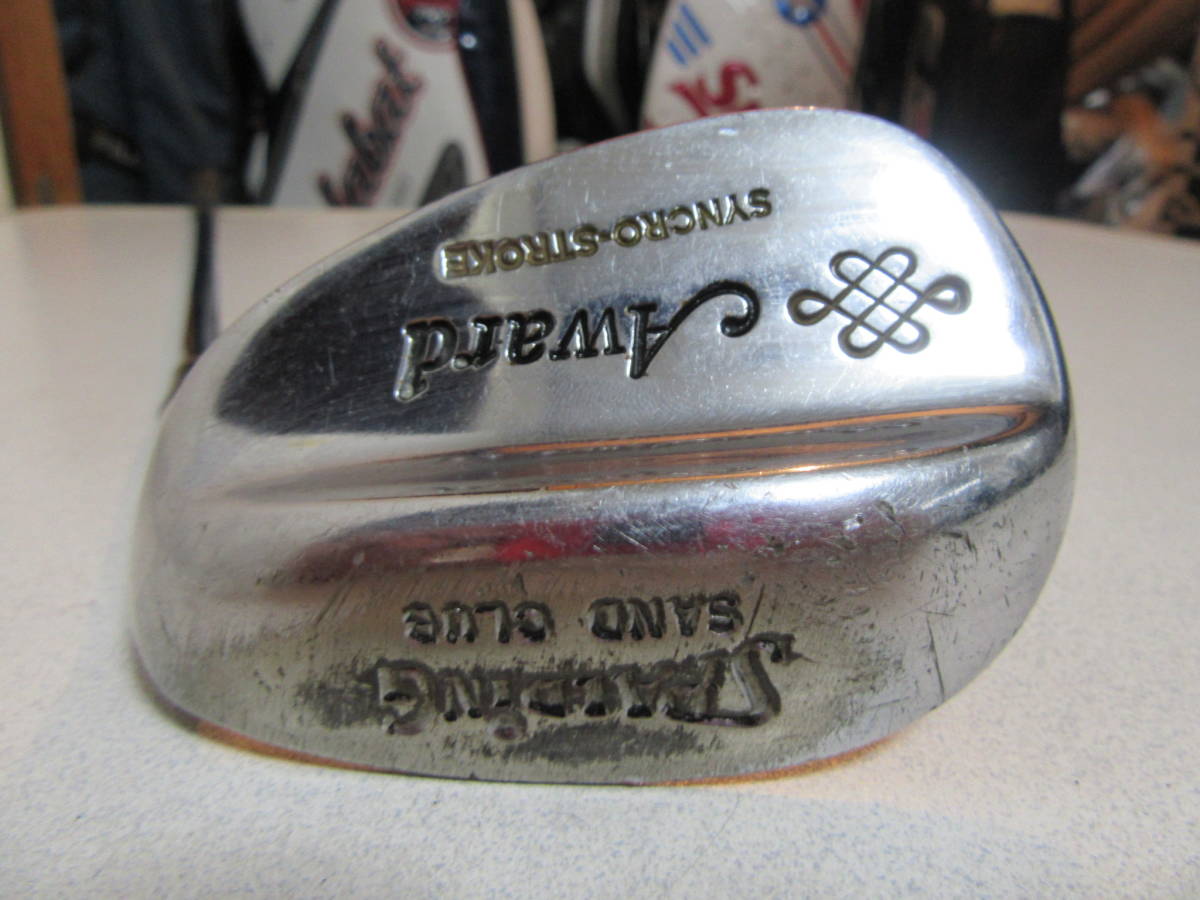 SPALDING
SAND CLUB
Award
SYNCRO-STROKE